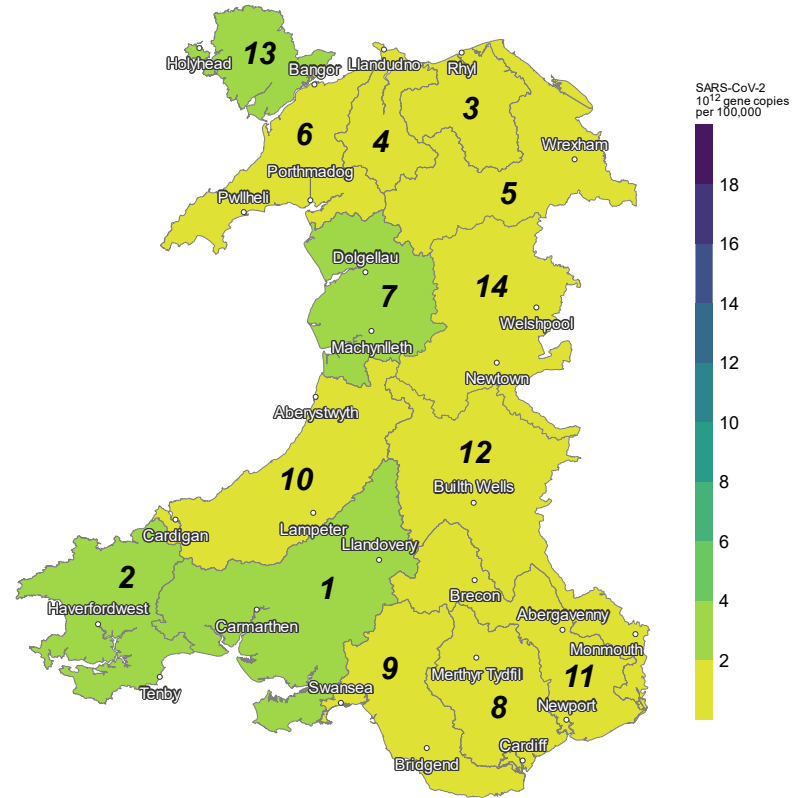 13
Holyhead
Bangor
Llandudno
Rhyl
3
6
4
Wrexham
Porthmadog
Pwllheli
5
Dolgellau
7
14
Welshpool
Machynlleth
Newtown
Aberystwyth
12
10
Builth Wells
Lampeter
Cardigan
Llandovery
2
1
Haverfordwest
Brecon
Carmarthen
Abergavenny
Monmouth
9
Merthyr Tydfil
11
Swansea
Tenby
8
Newport
Cardiff
Bridgend
SARS-CoV-2
10¹² gene copies
per 100,000
18
16
14
12
10
8
6
4
2